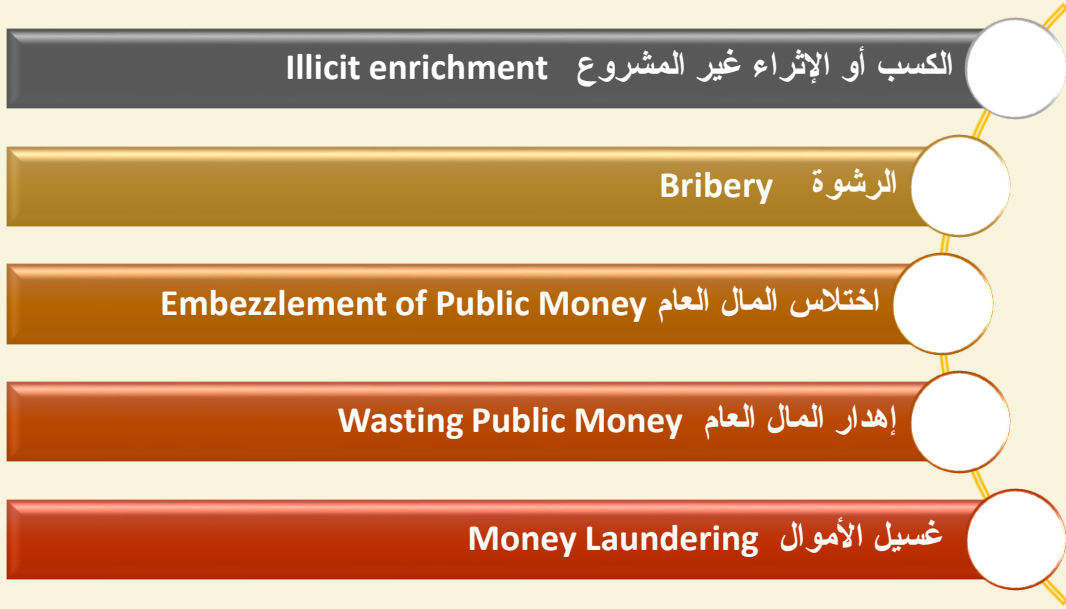 الكسب أو الإثراء غير المشروع Illicit enrichment
الرشوة Bribery
اختلاس المال العام Embezzlement of Public Money
إهدار المال العام Wasting Public Money
غسيل الأموال Money Laundering